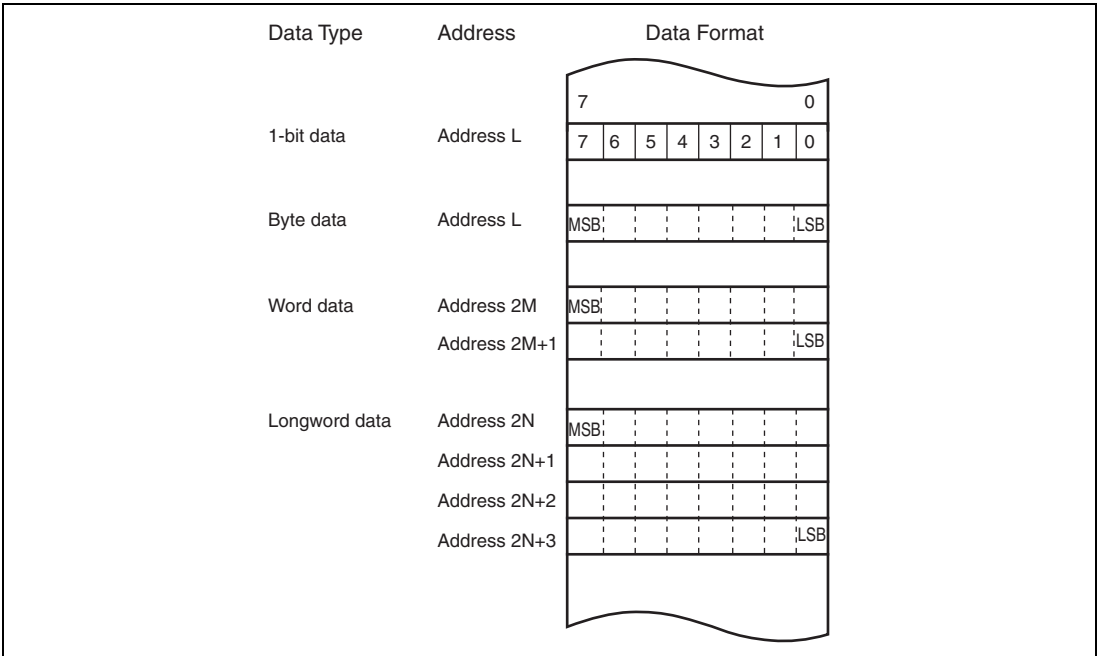 Data Type Address Data Format
7 0
1-bit data Address L 7 6 5 4 3 2 1 0
Byte data Address L MSB LSB
Word data Address 2M MSB
Address 2M+1 LSB
Longword data Address 2N MSB
Address 2N+1
Address 2N+2
Address 2N+3 LSB